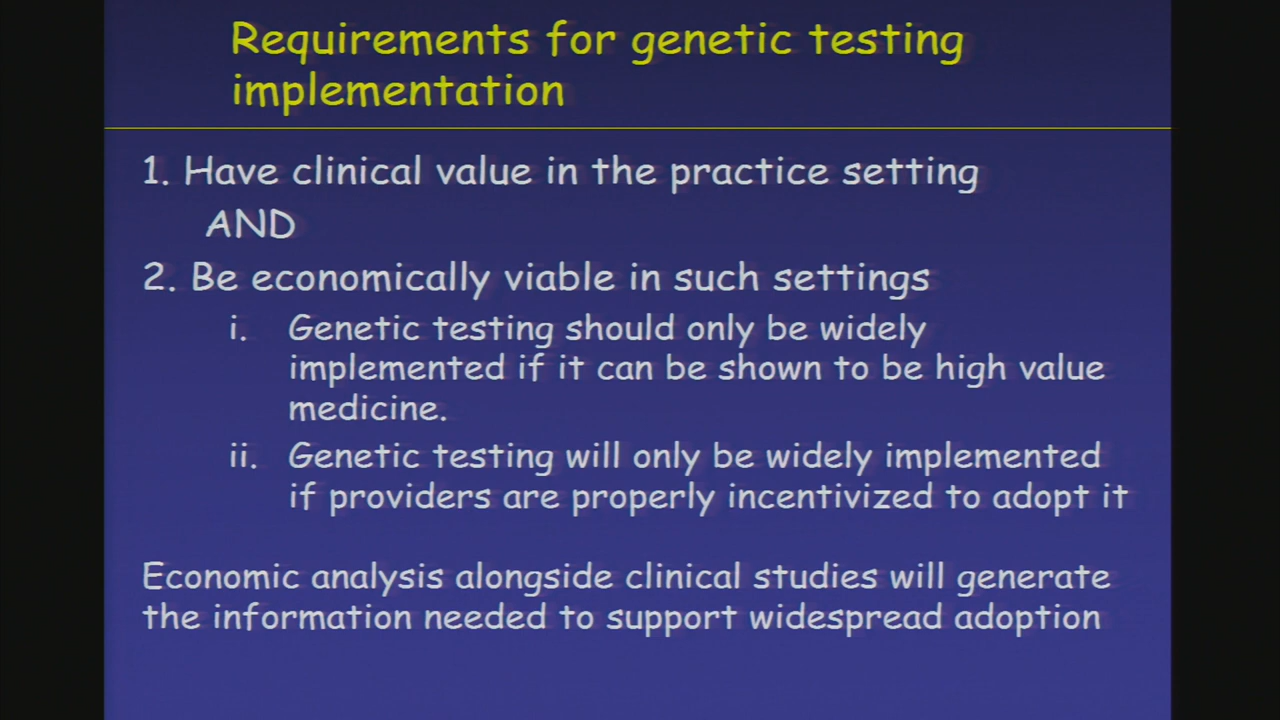 Requirements for genetic testing
implementation
1. Have clinical value in the practice setting
AND
2. Be economically viable in such settings
i. Genetic testing should only be widely
implemented if it can be shown to be high value
medicine.
ii. Genetic testing will only be widely implemented
if providers are properly incentivized to adopt it
Economic analysis alongside clinical studies will generate
the information needed to support widespread adoption